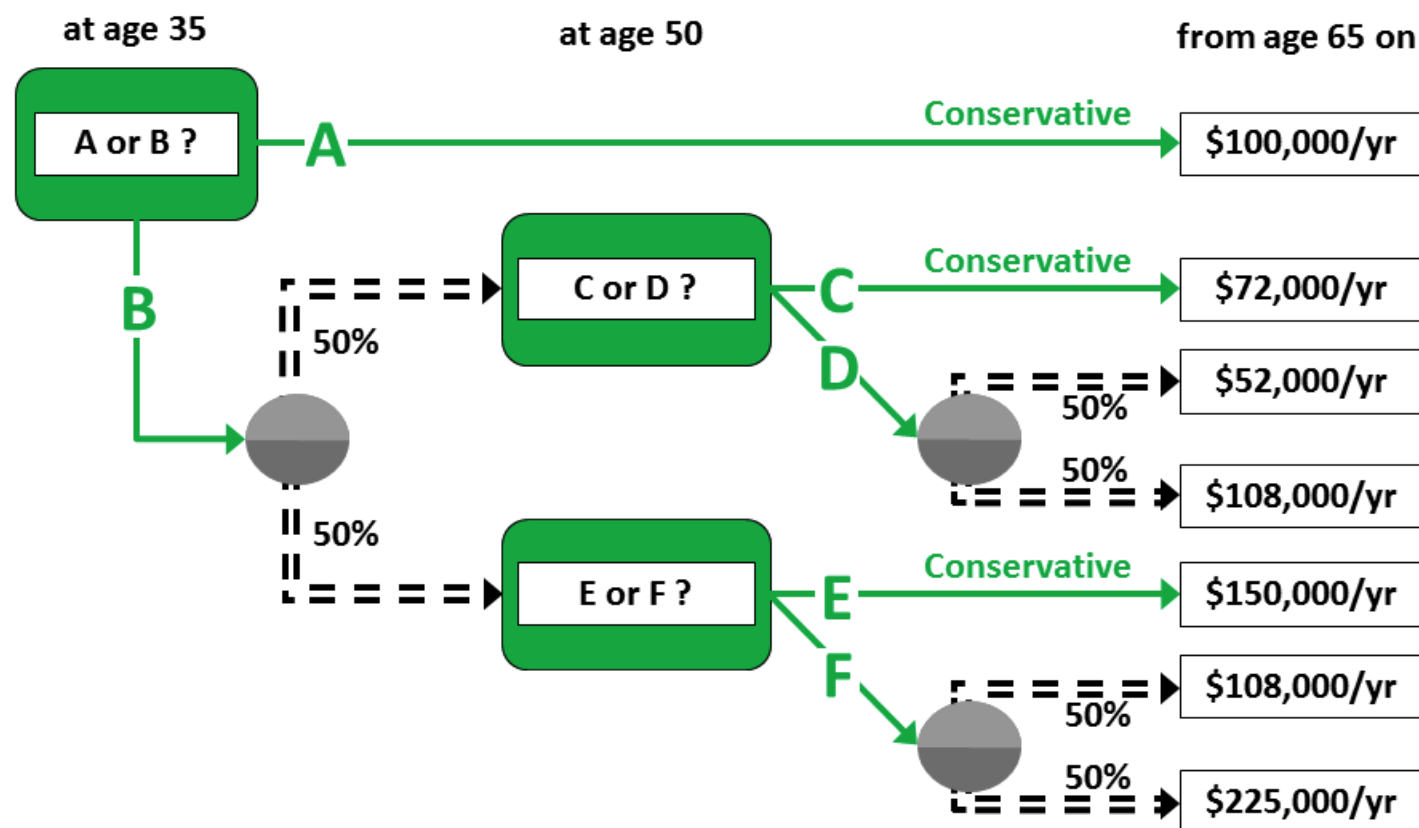 at age 35
at age 50
from age 65 on
A or B ?
A
Conservative
$100,000/yr
B
50%
C or D ?
C
Conservative
$72,000/yr
D
50%
$52,000/yr
50%
$108,000/yr
50%
E or F ?
E
Conservative
$150,000/yr
F
50%
$108,000/yr
50%
$225,000/yr